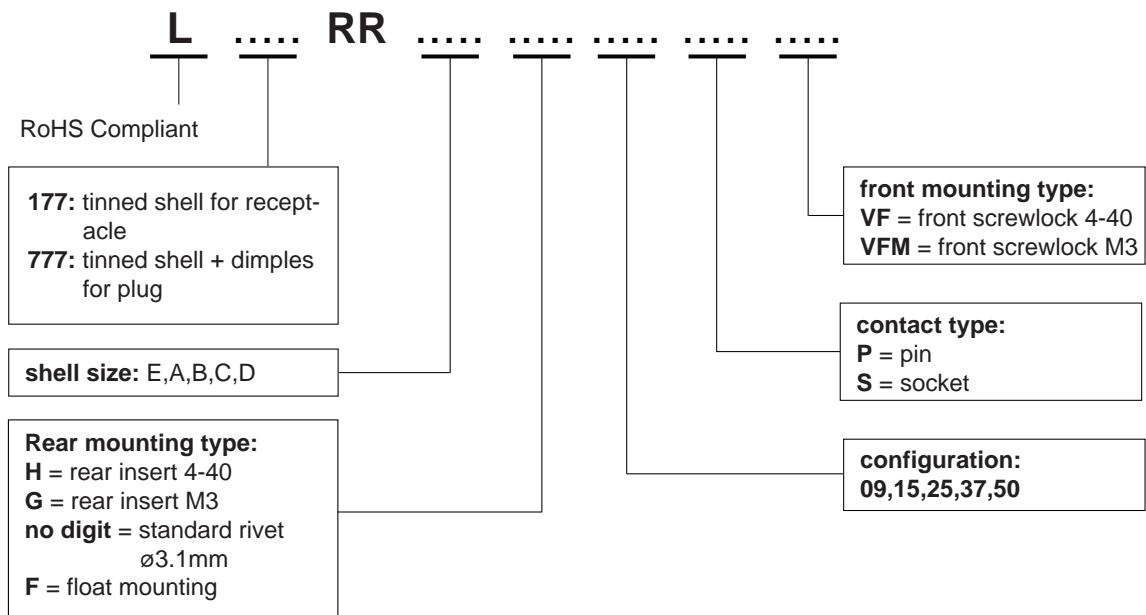 L ..... RR ..... ..... ..... ..... .....
RoHS Compliant
177: tinned shell for recept-
acle
777: tinned shell + dimples
for plug
shell size: E,A,B,C,D
Rear mounting type:
H = rear insert 4-40
G = rear insert M3
no digit = standard rivet
ø3.1mm
F = float mounting
front mounting type:
VF = front screwlock 4-40
VFM = front screwlock M3
contact type:
P = pin
S = socket
configuration:
09,15,25,37,50